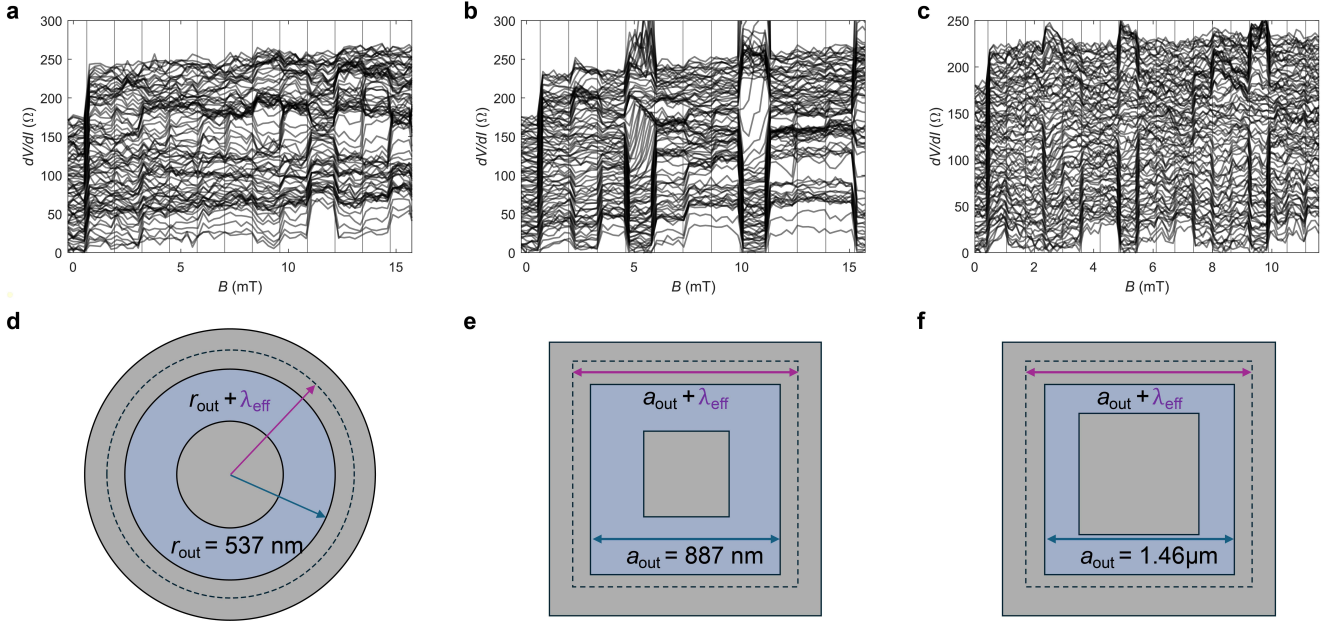 a
b
c
300
250
200
150
100
50
0
dV/dI (Ω)
0
5
10
15
B (mT)
300
250
200
150
100
50
0
dV/dI (Ω)
0
5
10
15
B (mT)
250
200
150
100
50
0
dV/dI (Ω)
0
2
4
6
8
10
B (mT)
d
e
f
r_out + λ_eff
r_out = 537 nm
a_out + λ_eff
a_out = 887 nm
a_out + λ_eff
a_out = 1.46µm